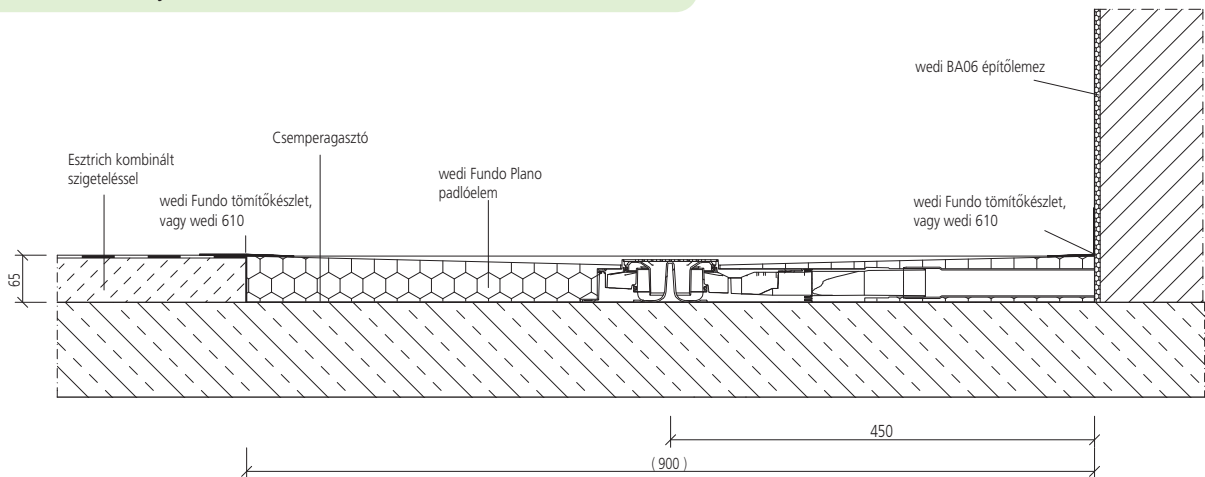 wedi BA06 építőlemez
Csemperagasztó
Esztrich kombinált
szigeteléssel
wedi Fundo Plano
padlóelem
wedi Fundo tömítőkészlet,
vagy wedi 610
wedi Fundo tömítőkészlet,
vagy wedi 610
65
450
( 900 )